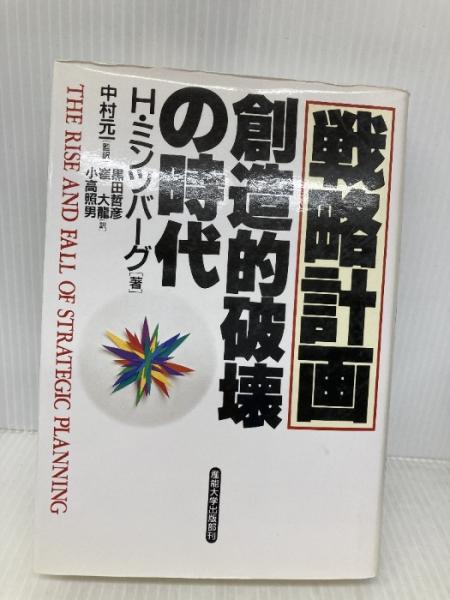 戦略計画
創造的破壊
の時代
H・ミンツバーグ[著]
中村元一 監訳
黒田哲彦
崔 大龍 訳
小高照男
THE RISE AND FALL OF STRATEGIC PLANNING
産能大学出版部刊